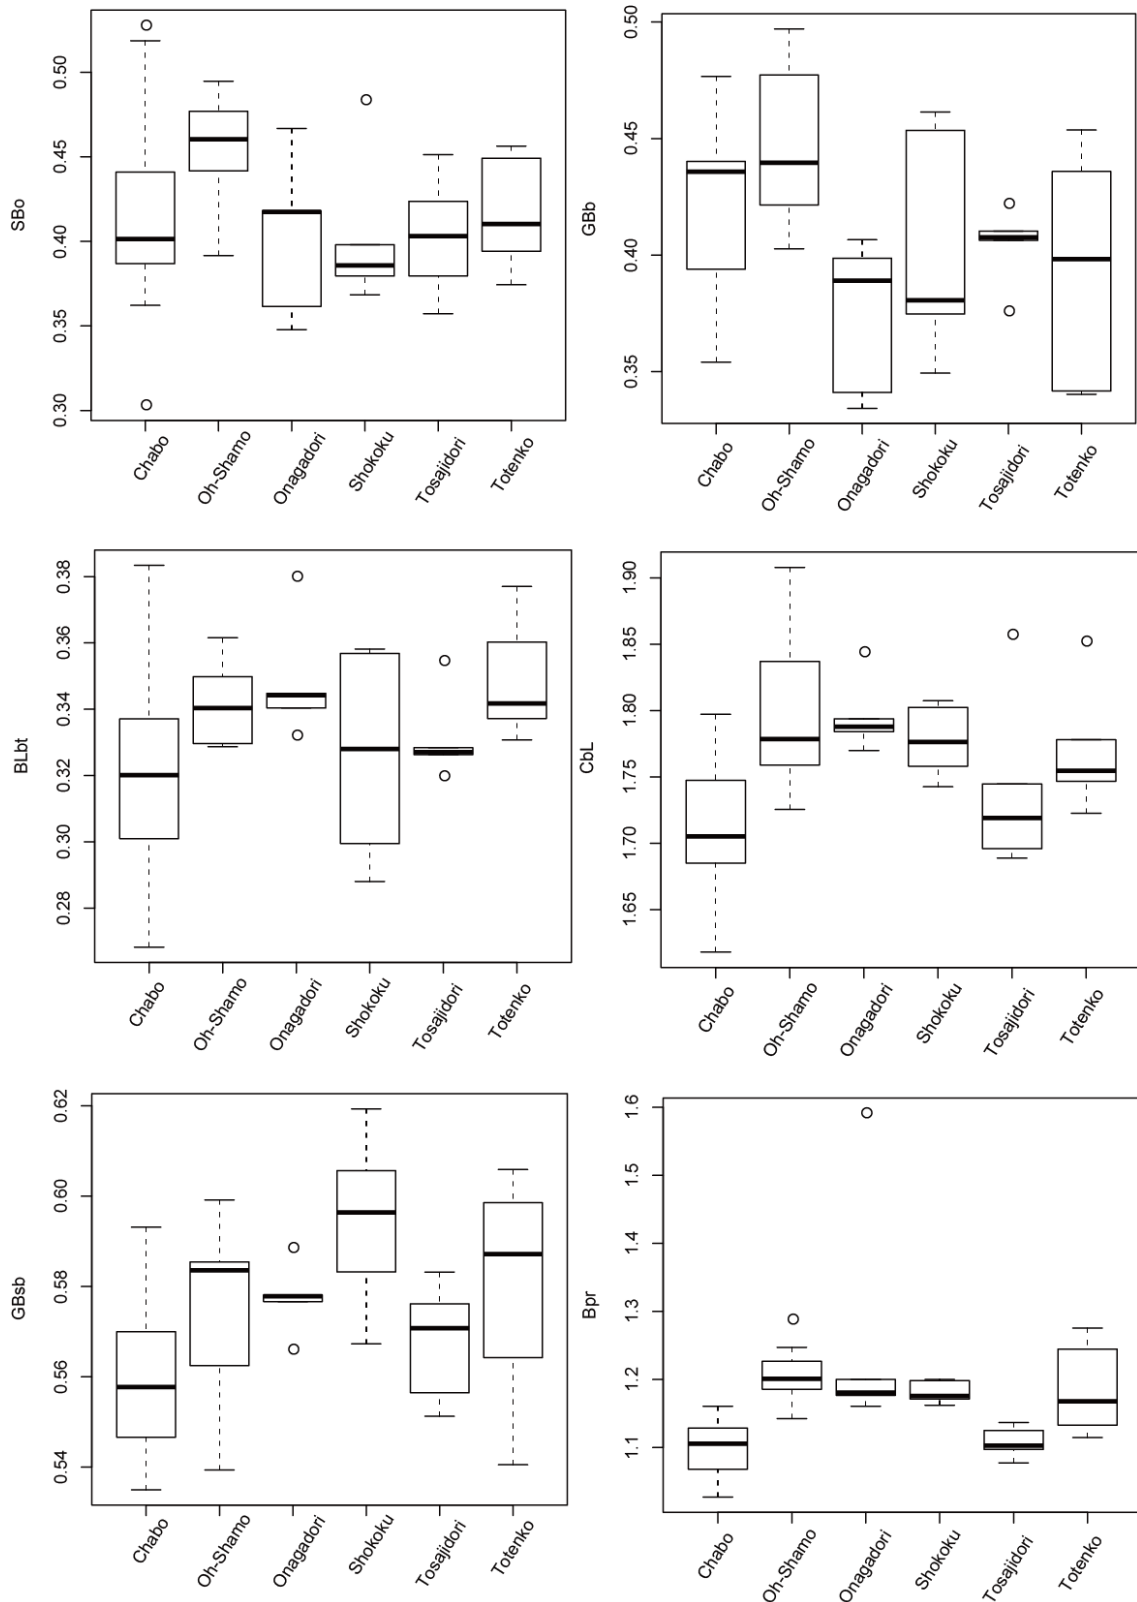 SBo
0.30 0.35 0.40 0.45 0.50
Chabo Oh-Shamo Onagadori Shokoku Tosajidori Totenko
GBb
0.35 0.40 0.45 0.50
Chabo Oh-Shamo Onagadori Shokoku Tosajidori Totenko
BLbt
0.28 0.30 0.32 0.34 0.36 0.38
Chabo Oh-Shamo Onagadori Shokoku Tosajidori Totenko
CbL
1.65 1.70 1.75 1.80 1.85 1.90
Chabo Oh-Shamo Onagadori Shokoku Tosajidori Totenko
GBsb
0.54 0.56 0.58 0.60 0.62
Chabo Oh-Shamo Onagadori Shokoku Tosajidori Totenko
Bpr
1.1 1.2 1.3 1.4 1.5 1.6
Chabo Oh-Shamo Onagadori Shokoku Tosajidori Totenko